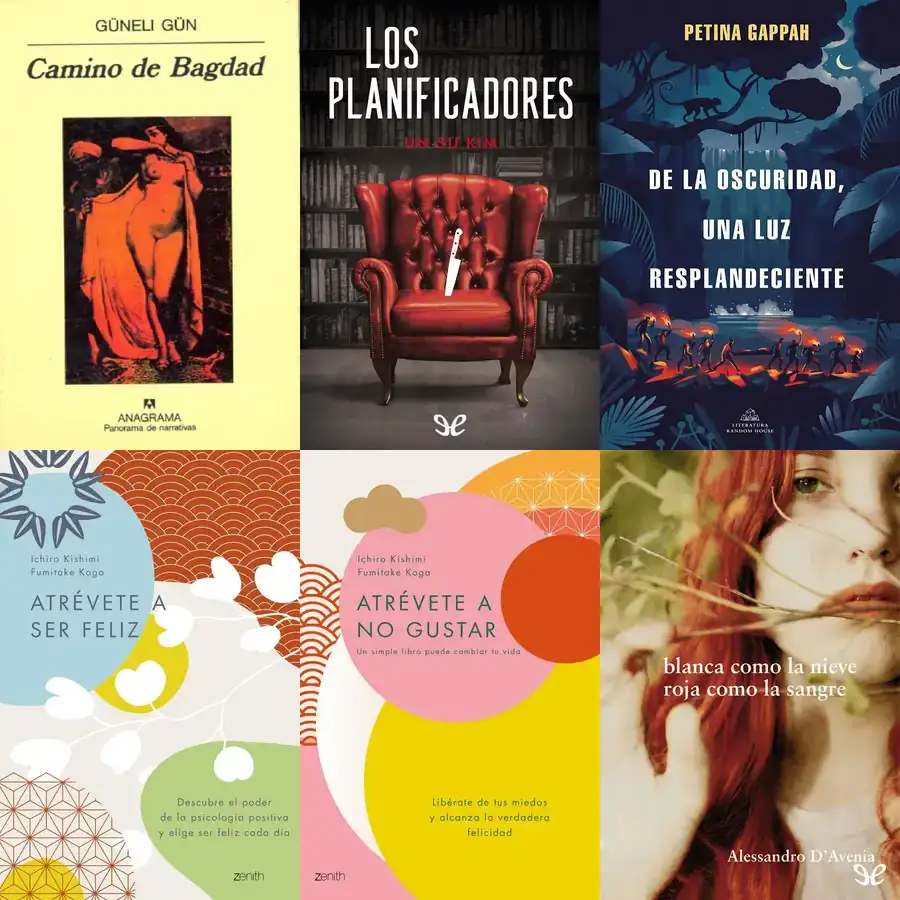 GÜNELI GÜN
Camino de Bagdad
ANAGRAMA
Panorama de narrativas
LOS
PLANIFICADORES
UN-SU KIM
PETINA GAPPAH
DE LA OSCURIDAD,
UNA LUZ
RESPLANDECIENTE
LITERATURA
RANDOM HOUSE
Ichiro Kishimi
Fumitake Koga
ATRÉVETE A
SER FELIZ
Descubre el poder
de la psicología positiva
y elige ser feliz cada día
zenith
Ichiro Kishimi
Fumitake Koga
ATRÉVETE A
NO GUSTAR
Un simple libro puede cambiar tu vida
Libérate de tus miedos
y alcanza la verdadera
felicidad
zenith
blanca como la nieve
roja como la sangre
Alessandro D'Avenia